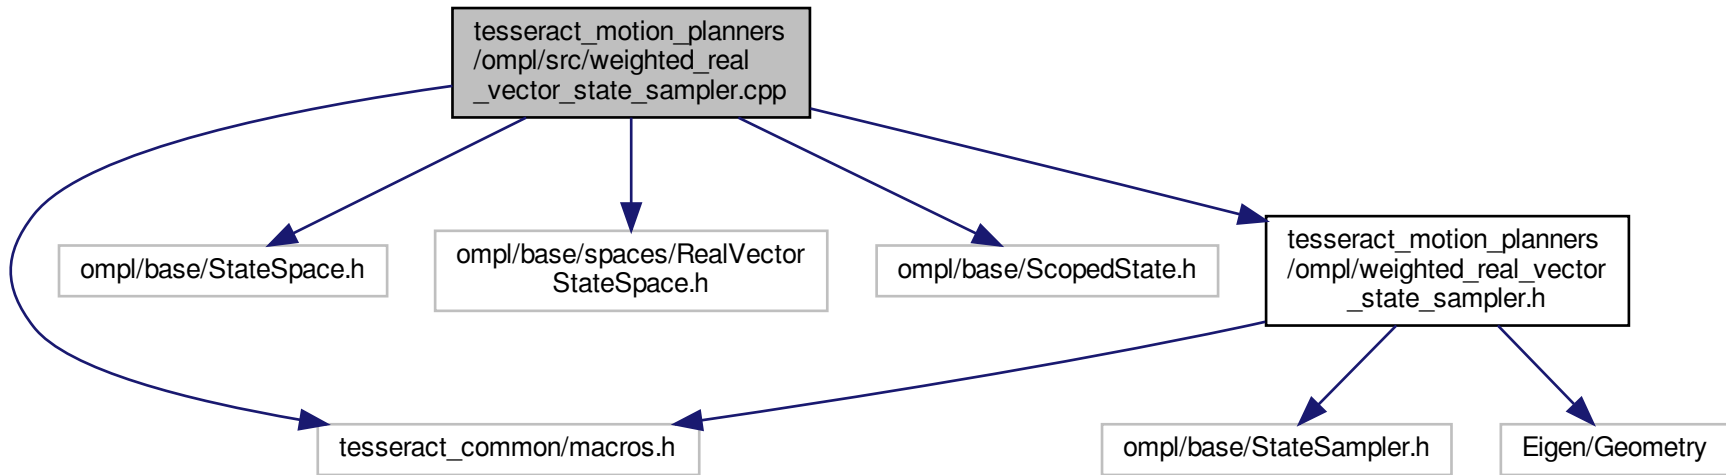 tesseract_motion_planners
/ompl/src/weighted_real
_vector_state_sampler.cpp
ompl/base/StateSpace.h
ompl/base/spaces/RealVector
StateSpace.h
ompl/base/ScopedState.h
tesseract_motion_planners
/ompl/weighted_real_vector
_state_sampler.h
tesseract_common/macros.h
ompl/base/StateSampler.h
Eigen/Geometry